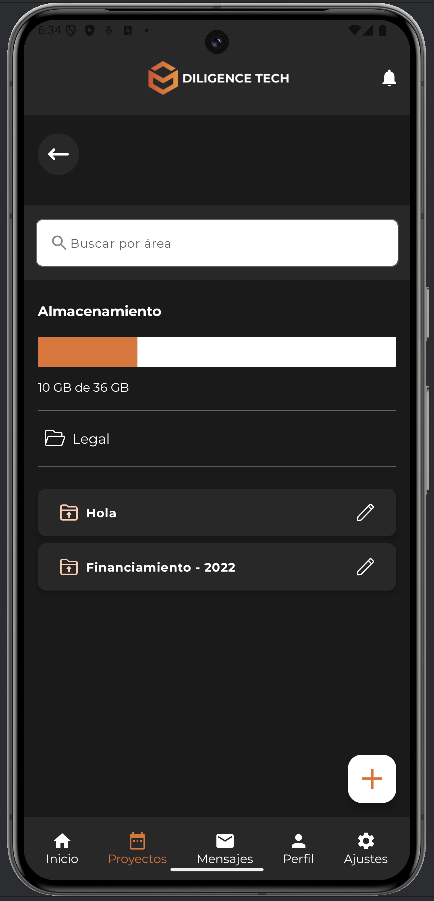 6:34
DILIGENCE TECH
Buscar por área
Almacenamiento
10 GB de 36 GB
Legal
Hola
Financiamiento - 2022
Inicio Proyectos Mensajes Perfil Ajustes